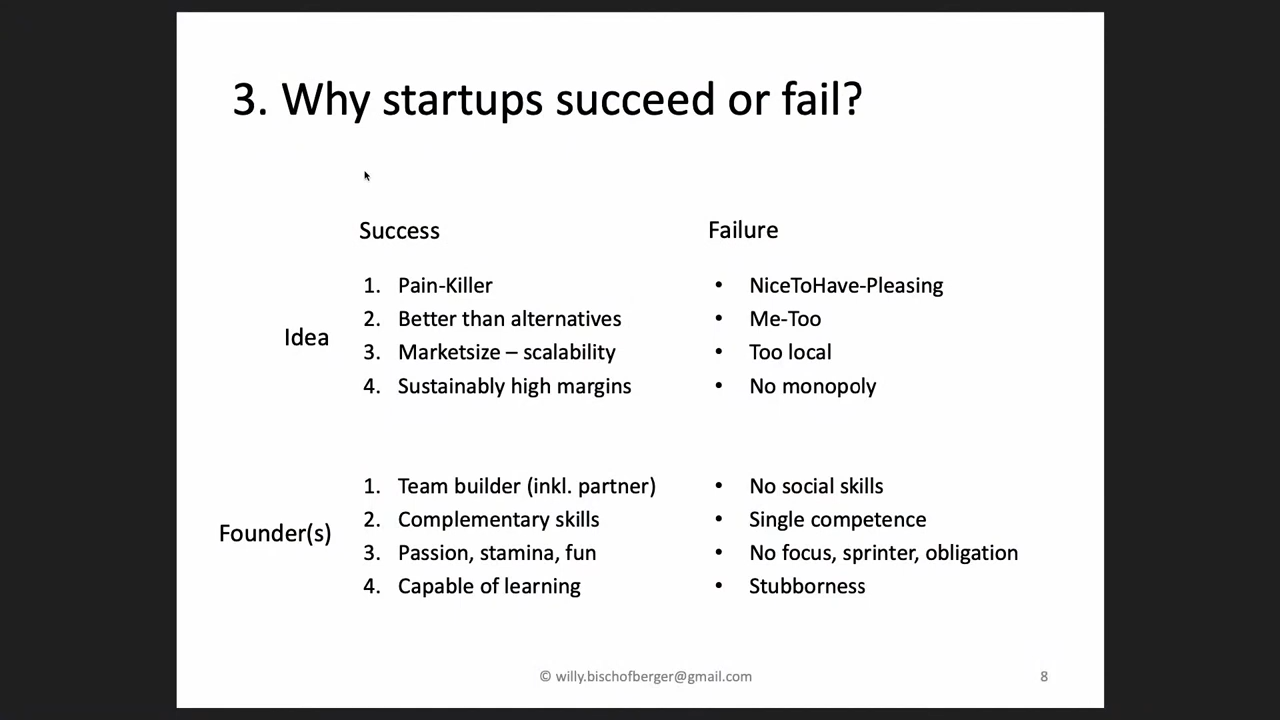 3. Why startups succeed or fail?
Success
Failure
Idea
1. Pain-Killer
2. Better than alternatives
3. Marketsize – scalability
4. Sustainably high margins
• NiceToHave-Pleasing
• Me-Too
• Too local
• No monopoly
Founder(s)
1. Team builder (inkl. partner)
2. Complementary skills
3. Passion, stamina, fun
4. Capable of learning
• No social skills
• Single competence
• No focus, sprinter, obligation
• Stubborness
© willy.bischofberger@gmail.com
8